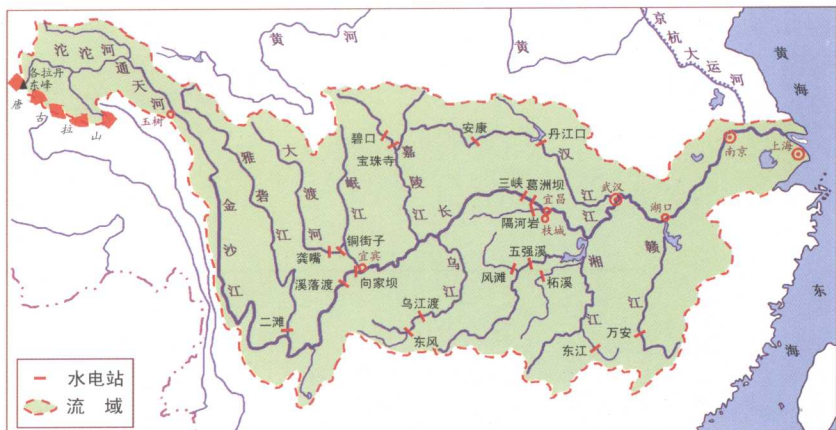 沱沱河
通天河
各拉丹
东峰
唐古拉山
玉树
黄河
黄
京杭大运河
黄海
东海
金沙江
雅砻江
大渡河
岷江
嘉陵江
长江
乌江
汉江
湘江
赣江
碧口
宝珠寺
安康
丹江口
三峡
葛洲坝
宜昌
隔河岩
枝城
武汉
湖口
南京
上海
铜街子
龚嘴
宜宾
溪落渡
向家坝
二滩
乌江渡
东风
五强溪
风滩
柘溪
东江
万安
水电站
流 域